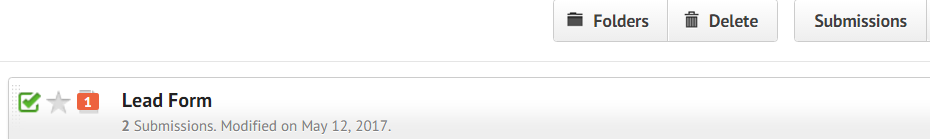 Folders Delete Submissions
1 Lead Form
2 Submissions. Modified on May 12, 2017.